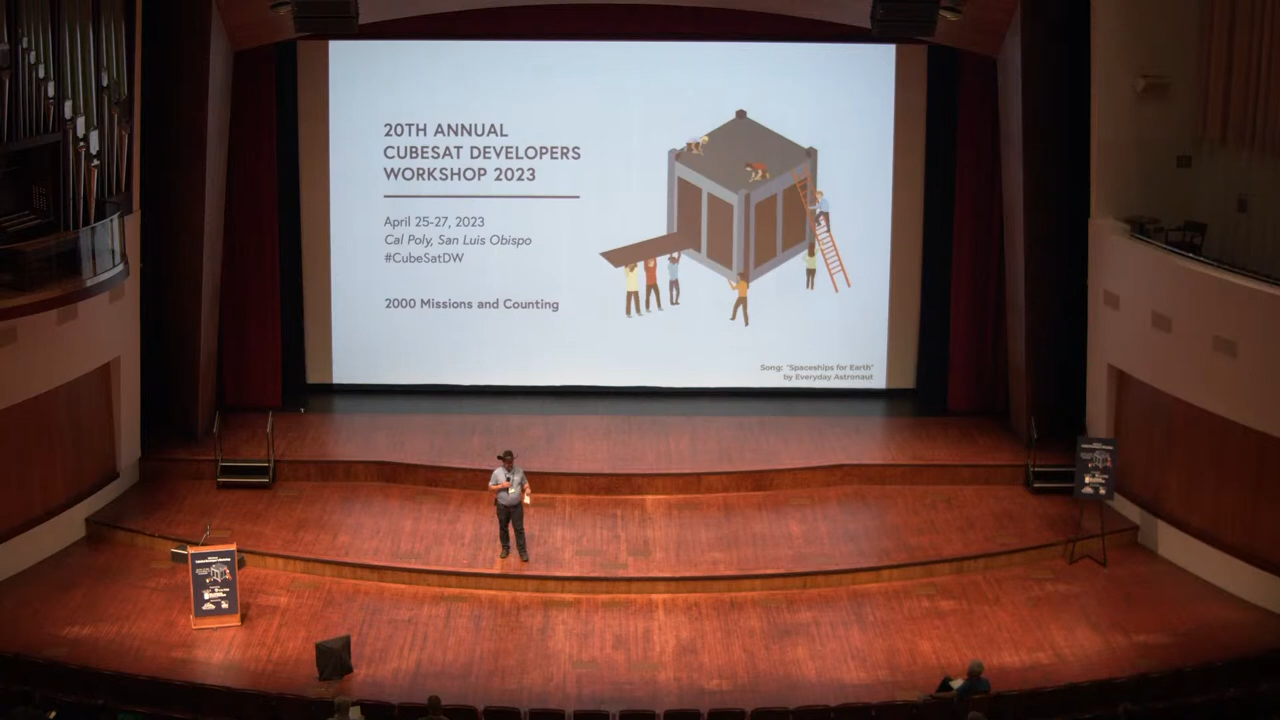 20TH ANNUAL
CUBESAT DEVELOPERS
WORKSHOP 2023
April 25-27, 2023
Cal Poly, San Luis Obispo
#CubeSatDW
2000 Missions and Counting
Song: "Spaceships for Earth"
by Everyday Astronaut